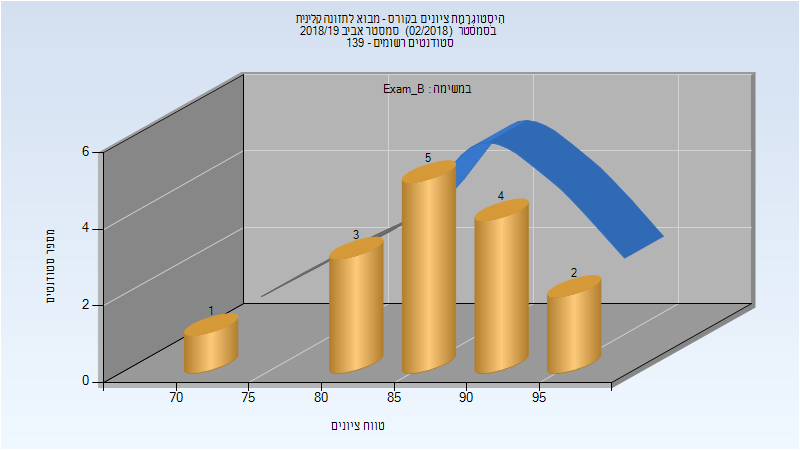 היסטוגרמת ציונים בקורס - מבוא לתזונה קלינית
בסמסטר (02/2018) סמסטר אביב 2018/19
סטודנטים רשומים - 139
במשימה : Exam_B
מספר סטודנטים
6
4
2
0
1
3
5
4
2
70
75
80
85
90
95
טווח ציונים